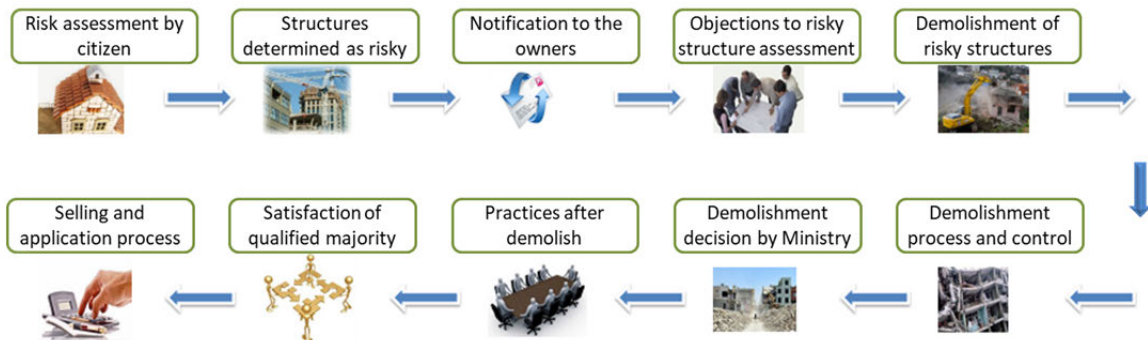 Risk assessment by
citizen
Structures
determined as risky
Notification to the
owners
Objections to risky
structure assessment
Demolishment of
risky structures
Demolishment
process and control
Demolishment
decision by Ministry
Practices after
demolish
Satisfaction of
qualified majority
Selling and
application process